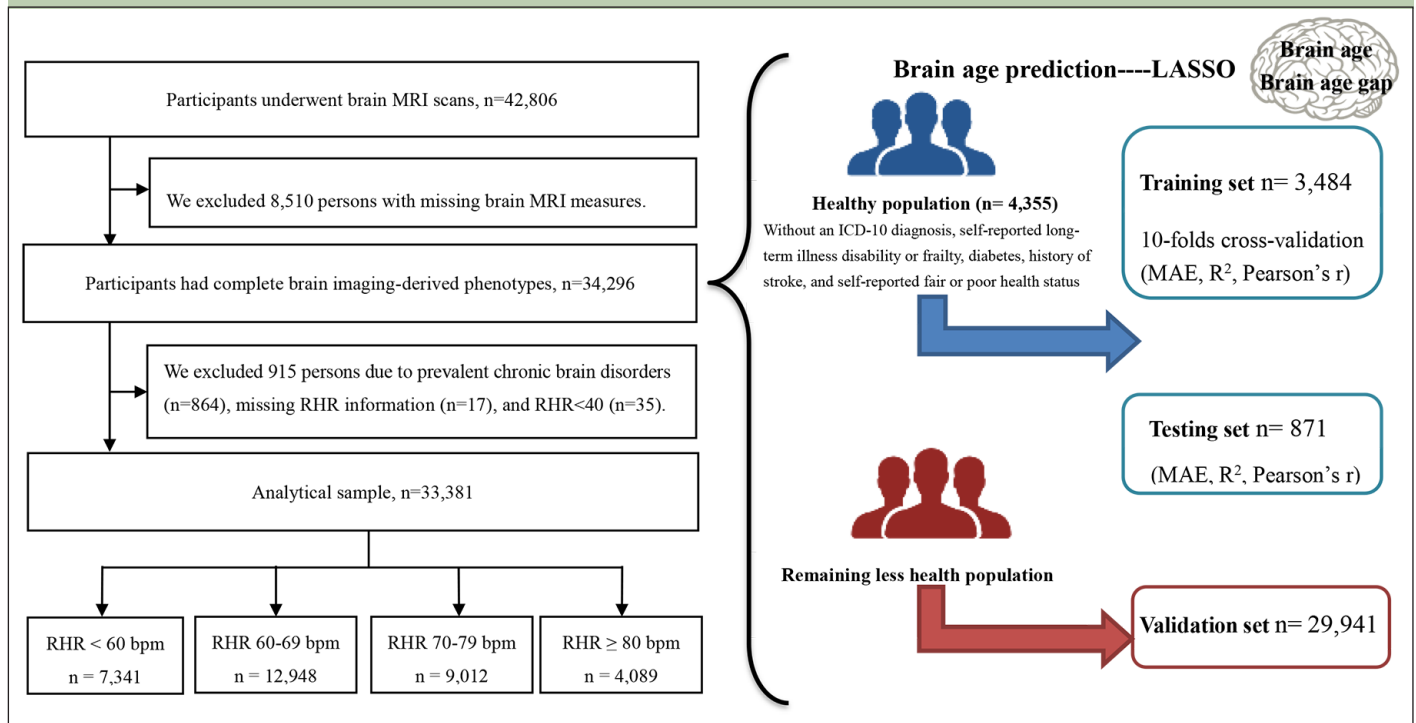 Participants underwent brain MRI scans, n=42,806
We excluded 8,510 persons with missing brain MRI measures.
Participants had complete brain imaging-derived phenotypes, n=34,296
We excluded 915 persons due to prevalent chronic brain disorders
(n=864), missing RHR information (n=17), and RHR<40 (n=35).
Analytical sample, n=33,381
RHR < 60 bpm
n = 7,341
RHR 60-69 bpm
n = 12,948
RHR 70-79 bpm
n = 9,012
RHR ≥ 80 bpm
n = 4,089
Brain age prediction----LASSO
Brain age
Brain age gap
Healthy population (n= 4,355)
Without an ICD-10 diagnosis, self-reported long-
term illness disability or frailty, diabetes, history of
stroke, and self-reported fair or poor health status
Training set n= 3,484
10-folds cross-validation
(MAE, R², Pearson's r)
Testing set n= 871
(MAE, R², Pearson's r)
Remaining less health population
Validation set n= 29,941